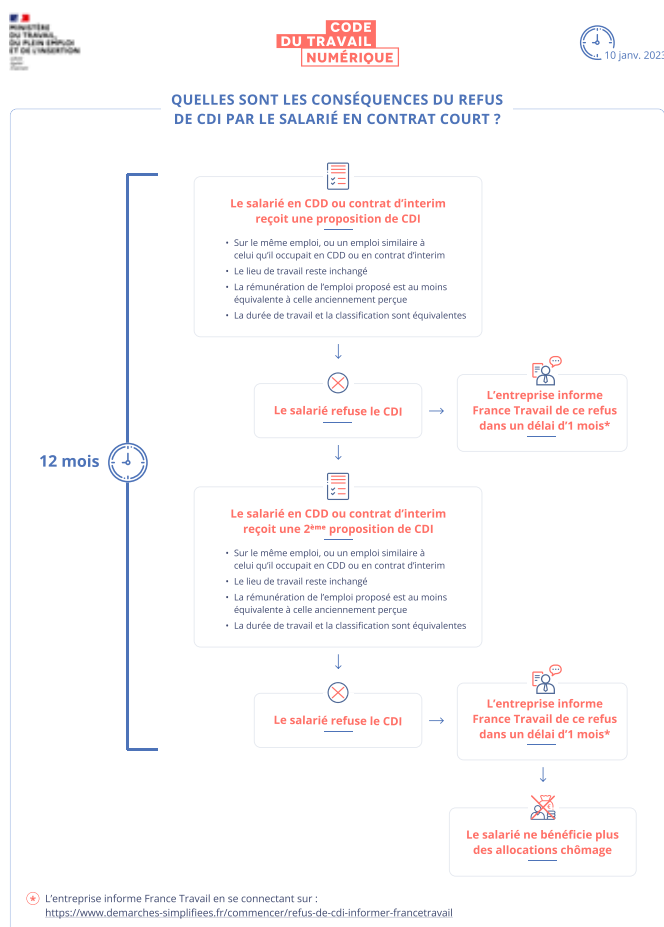 MINISTÈRE
DU TRAVAIL,
DU PLEIN EMPLOI
ET DE L'INSERTION
CODE
DU TRAVAIL
NUMÉRIQUE
10 janv. 2023
QUELLES SONT LES CONSÉQUENCES DU REFUS
DE CDI PAR LE SALARIÉ EN CONTRAT COURT ?
Le salarié en CDD ou contrat d'interim
reçoit une proposition de CDI
• Sur le même emploi, ou un emploi similaire à
celui qu'il occupait en CDD ou en contrat d'interim
• Le lieu de travail reste inchangé
• La rémunération de l'emploi proposé est au moins
équivalente à celle anciennement perçue
• La durée de travail et la classification sont équivalentes
Le salarié refuse le CDI
L'entreprise informe
France Travail de ce refus
dans un délai d'1 mois*
12 mois
Le salarié en CDD ou contrat d'interim
reçoit une 2ème proposition de CDI
• Sur le même emploi, ou un emploi similaire à
celui qu'il occupait en CDD ou en contrat d'interim
• Le lieu de travail reste inchangé
• La rémunération de l'emploi proposé est au moins
équivalente à celle anciennement perçue
• La durée de travail et la classification sont équivalentes
Le salarié refuse le CDI
L'entreprise informe
France Travail de ce refus
dans un délai d'1 mois*
Le salarié ne bénéficie plus
des allocations chômage
* L'entreprise informe France Travail en se connectant sur :
https://www.demarches-simplifiees.fr/commencer/refus-de-cdi-informer-francetravail